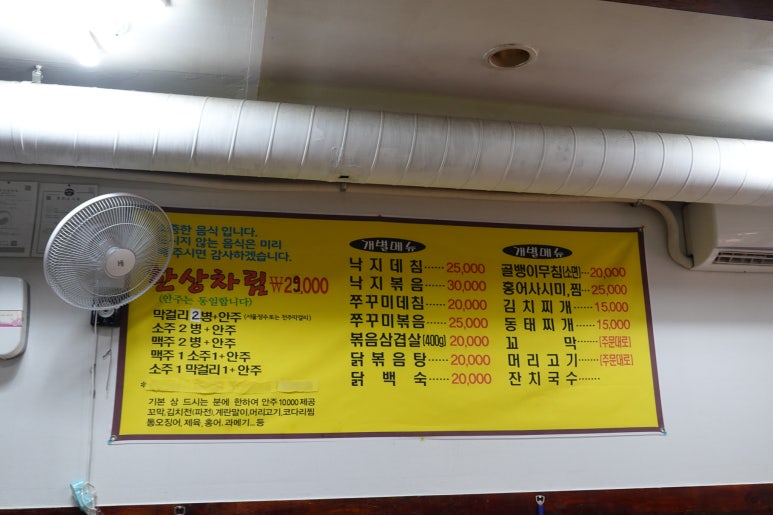 소중한 음식 입니다.
드시지 않는 음식은 미리
주시면 감사하겠습니다.
한상차림 ₩29,000
(안주는 동일합니다)
막걸리 2병+안주 (서울장수또는 전주막걸리)
소주 2 병 + 안주
맥주 2 병 + 안주
맥주 1 소주1+ 안주
소주 1 막걸리1 + 안주
*
기본 상 드시는 분에 한하여 안주 10.000 제공
꼬막,김치전(파전),계란말이,머리고기,코다리찜
통오징어, 제육, 홍어, 과메기...등
개별메뉴
낙지데침······25,000
낙지볶음······30,000
쭈꾸미데침···20,000
쭈꾸미볶음···25,000
볶음삼겹살(400g) 20,000
닭볶음탕······20,000
닭 백 숙······20,000
개별메뉴
골뱅이무침(소면)···20,000
홍어사시미,찜···25,000
김치찌개······15,000
동태찌개······15,000
꼬 막 (주문대로)
머리고기···(주문대로)
잔치국수······